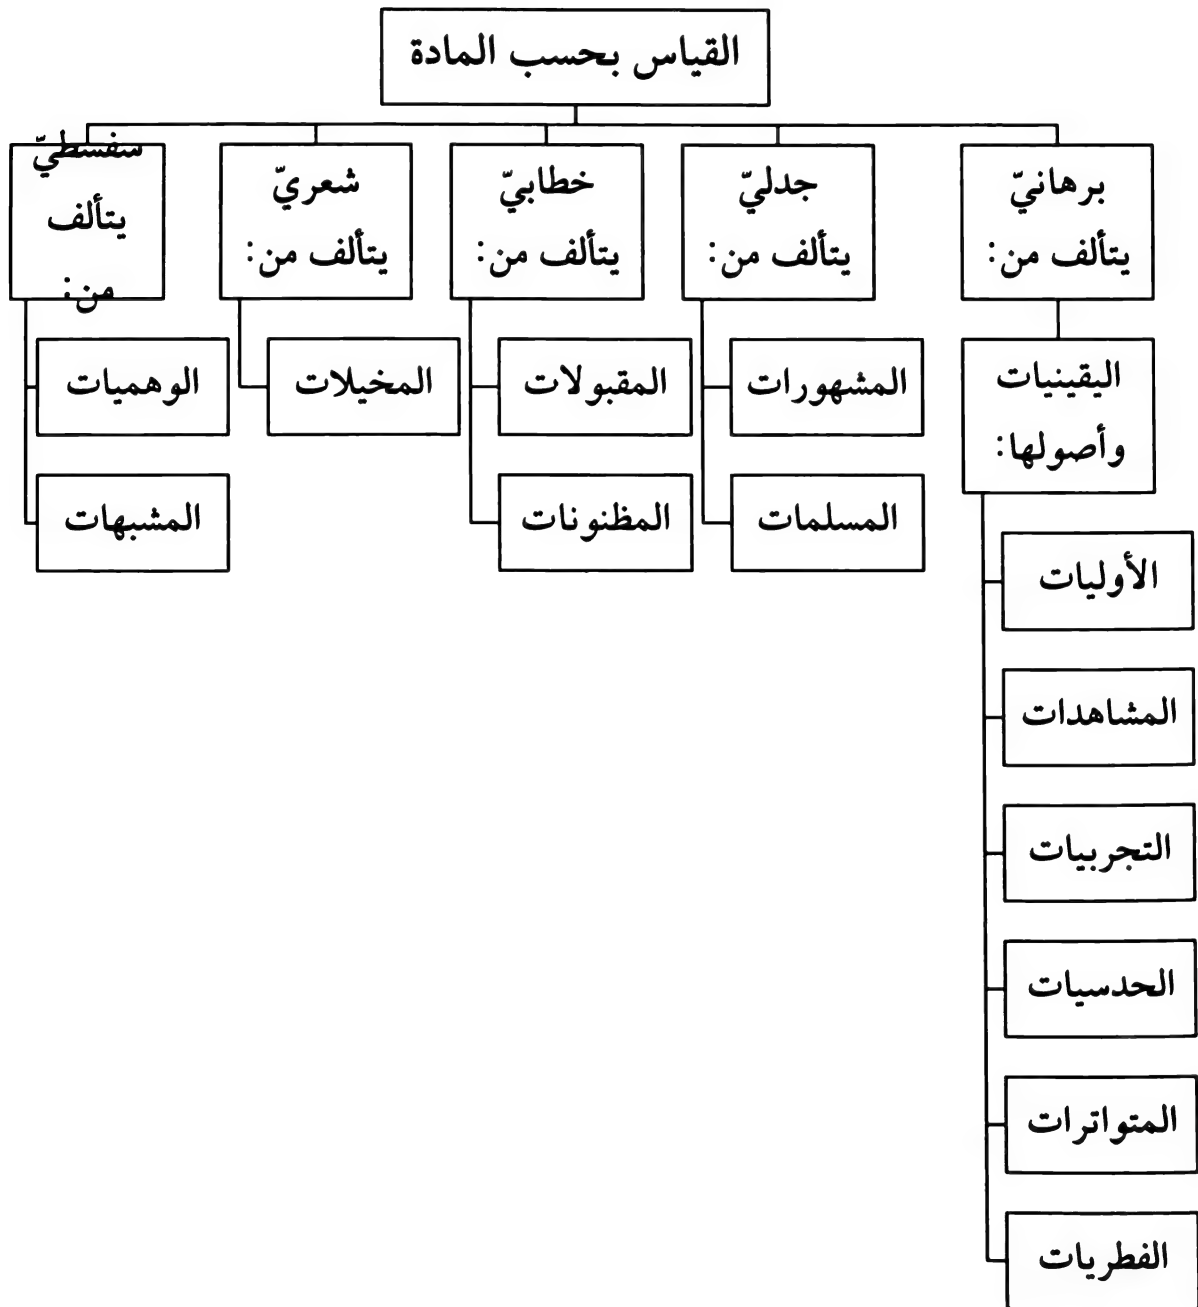 القياس بحسب المادة
برهانيّ
يتألف من:
اليقينيات
وأصولها:
الأوليات
المشاهدات
التجربيات
الحدسيات
المتواترات
الفطريات
جدليّ
يتألف من:
المشهورات
المسلمات
خطابيّ
يتألف من:
المقبولات
المظنونات
شعريّ
يتألف من:
المخيلات
سفسطيّ
يتألف
من:
الوهميات
المشبهات